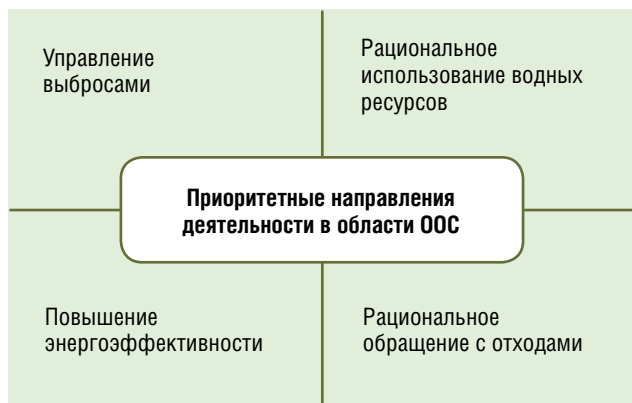 Управление
выбросами
Рациональное
использование водных
ресурсов
Приоритетные направления
деятельности в области ООС
Повышение
энергоэффективности
Рациональное
обращение с отходами